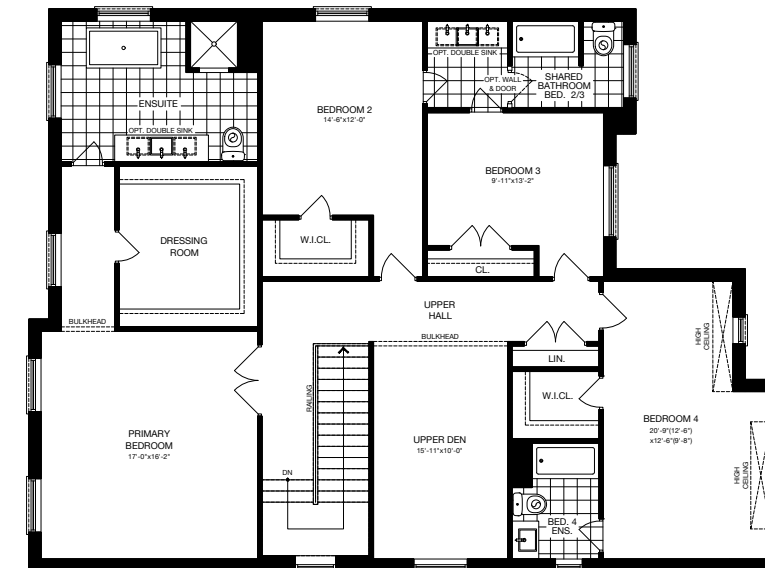 OPT. DOUBLE SINK
OPT. WALL
& DOOR
SHARED
BATHROOM
BED. 2/3
ENSUITE
OPT. DOUBLE SINK
BEDROOM 2
14'-6"x12'-0"
BEDROOM 3
9'-11"x13'-2"
DRESSING
ROOM
W.I.CL.
CL.
BULKHEAD
UPPER
HALL
BULKHEAD
HIGH
CEILING
LIN.
W.I.CL.
RAILING
PRIMARY
BEDROOM
17'-0"x16'-2"
UPPER DEN
15'-11"x10'-0"
BEDROOM 4
20'-9"(12'-6")
x12'-6"(9'-8")
DN
HIGH
CEILING
BED. 4
ENS.